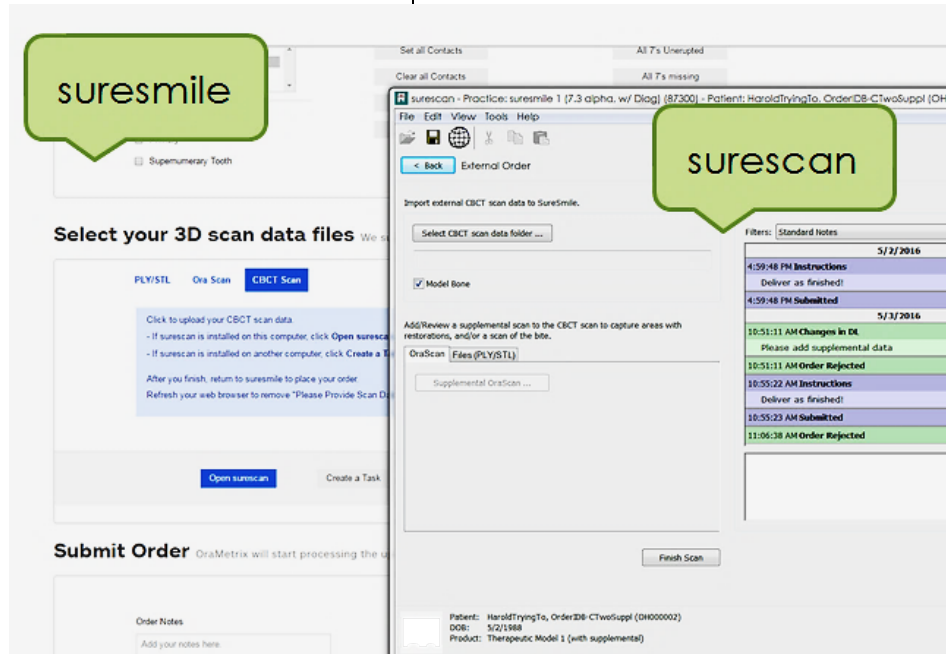 suresmile
Supernumerary Tooth
Set all Contacts
All 7's Unerupted
Clear all Contacts
All 7's missing
Select your 3D scan data files
PLY/STL Ora Scan CBCT Scan
Click to upload your CBCT scan data.
- If surescan is installed on this computer, click Open suresca
- If surescan is installed on another computer, click Create a T
After you finish, return to suresmile to place your order.
Refresh your web browser to remove "Please Provide Scan Da
Open surescan Create a Task
Submit Order OraMetrix will start processing the u
Order Notes
Add your notes here.
surescan - Practice: suresmile 1 (7.3 alpha, w/ Diag) (87300) - Patient: HaroldTryingTo, OrderIDB-CTwoSuppl (OH
File Edit View Tools Help
surescan
< Back External Order
Import external CBCT scan data to SureSmile.
Select CBCT scan data folder ...
Model Bone
Add/Review a supplemental scan to the CBCT scan to capture areas with
restorations, and/or a scan of the bite.
OraScan Files (PLY/STL)
Supplemental OraScan ...
Finish Scan
Filters: Standard Notes
5/2/2016
4:59:48 PM Instructions
Deliver as finished!
4:59:48 PM Submitted
5/3/2016
10:51:11 AM Changes in DL
Please add supplemental data
10:51:11 AM Order Rejected
10:55:22 AM Instructions
Deliver as finished!
10:55:23 AM Submitted
11:06:38 AM Order Rejected
Patient: HaroldTryingTo, OrderIDB-CTwoSuppl (OH000002)
DOB: 5/2/1988
Product: Therapeutic Model 1 (with supplemental)